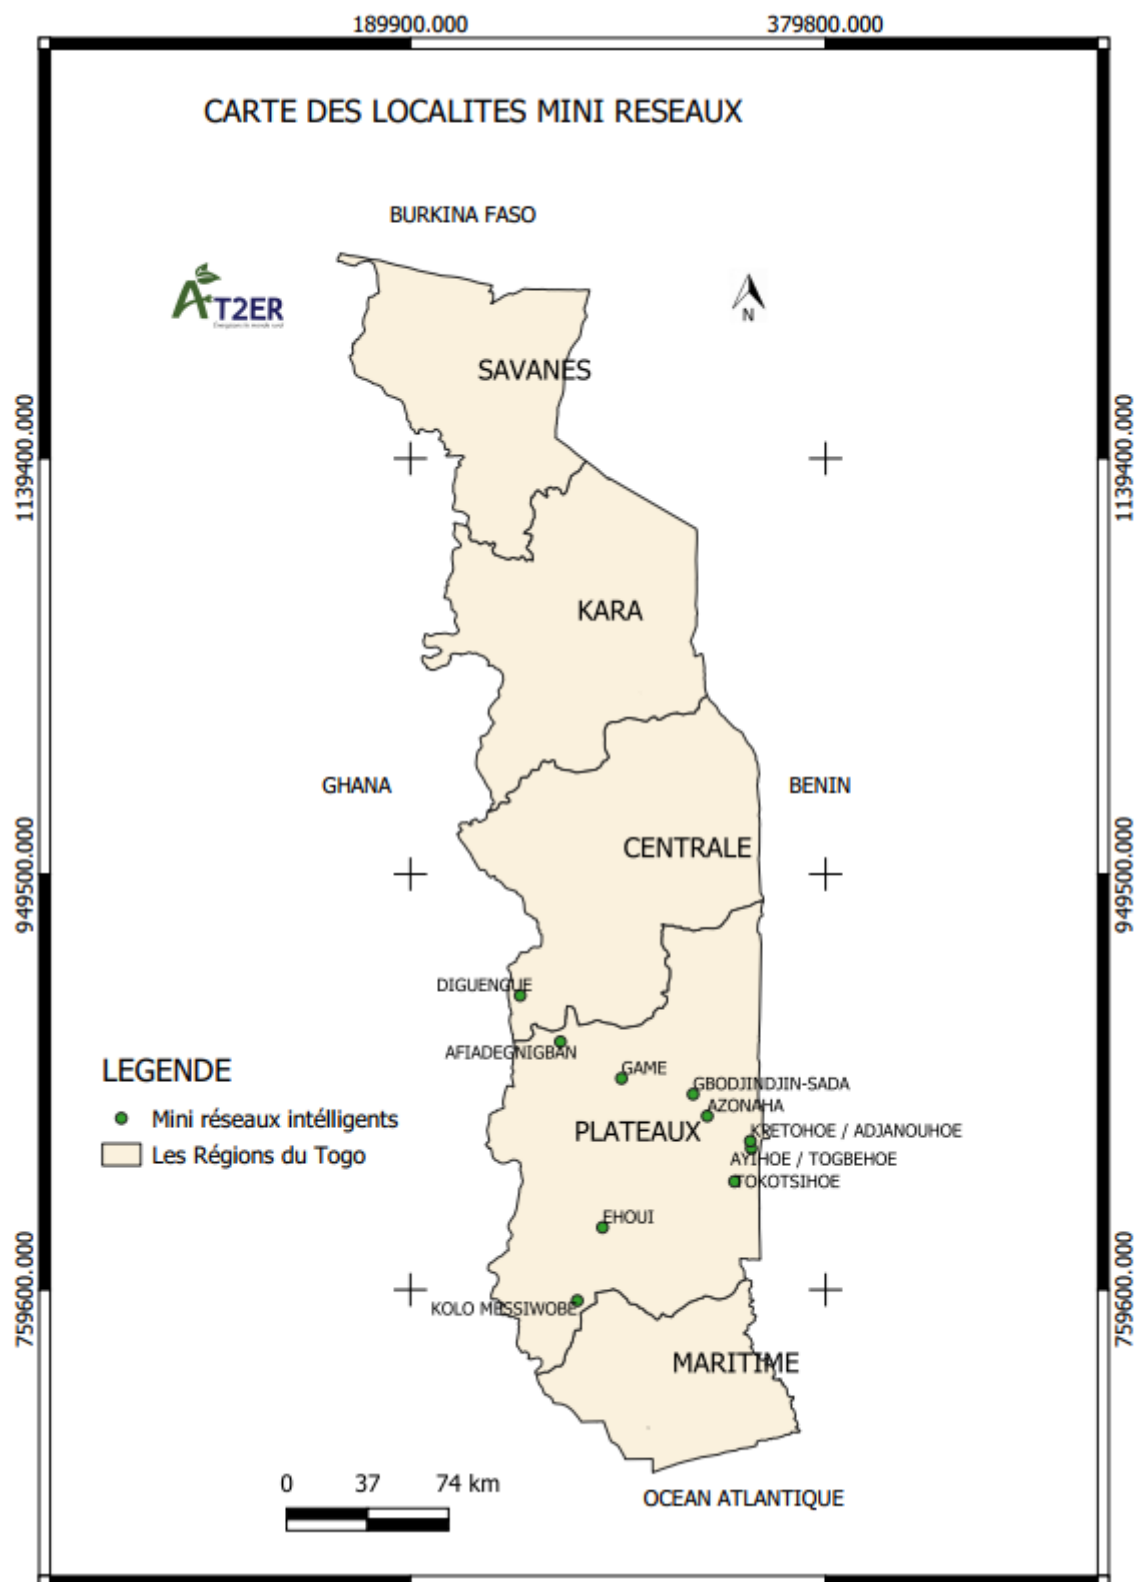 189900.000 379800.000
CARTE DES LOCALITES MINI RESEAUX
BURKINA FASO
AT2ER
N
SAVANES
1139400.000 1139400.000
KARA
GHANA
BENIN
CENTRALE
949500.000 949500.000
DIGUENGUE
AFIADEGNIGBAN
GAME
GBODJINDJIN-SADA
AZONAHA
PLATEAUX
KRETOHOE / ADJANOUHOE
AYIHOE / TOGBEHOE
TOKOTSIHOE
EHOUI
LEGENDE
Mini réseaux intélligents
Les Régions du Togo
759600.000 759600.000
KOLO MESSIWOBE
MARITIME
0 37 74 km
OCEAN ATLANTIQUE